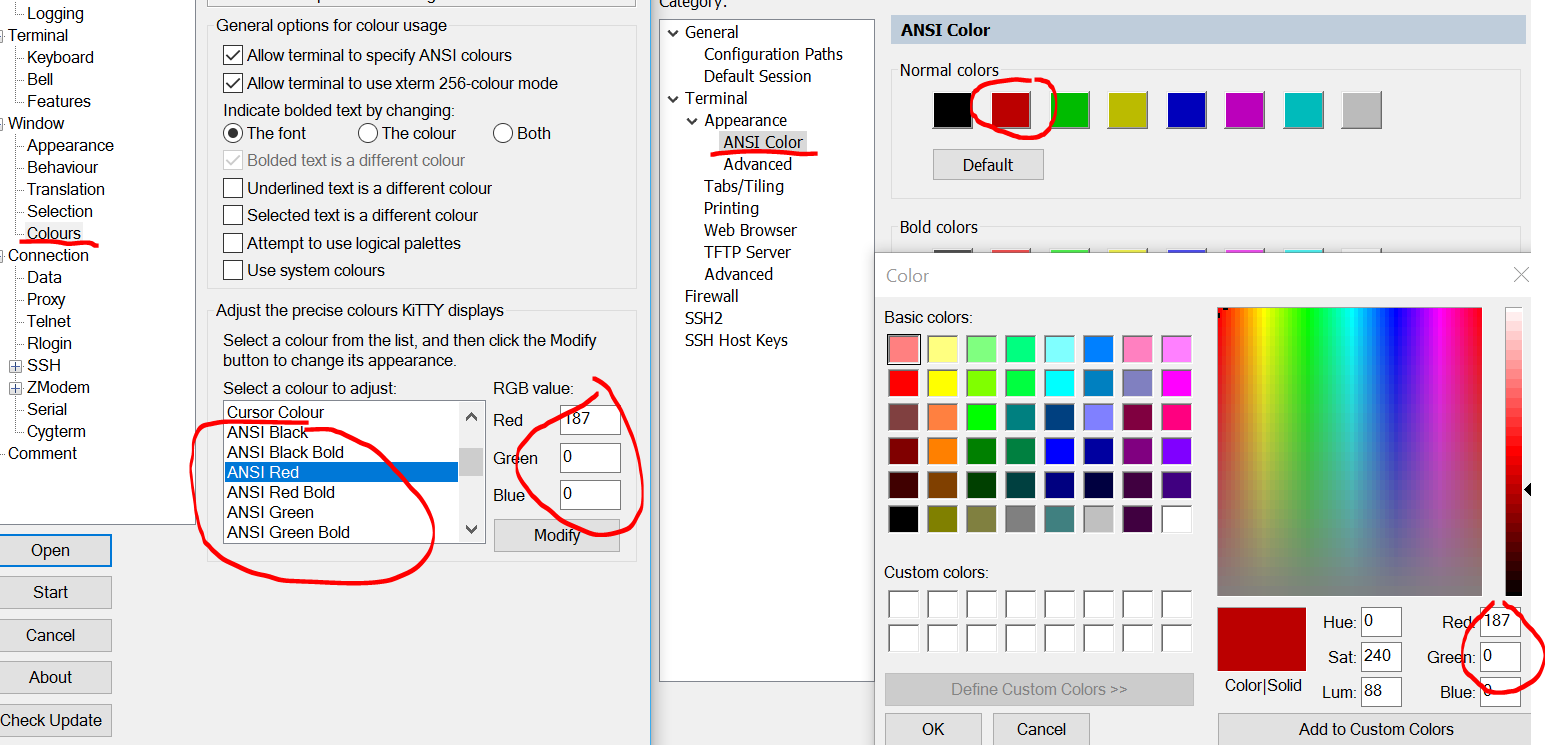 Logging
Terminal
Keyboard
Bell
Features
Window
Appearance
Behaviour
Translation
Selection
Colours
Connection
Data
Proxy
Telnet
Rlogin
SSH
ZModem
Serial
Cygterm
Comment
Open
Start
Cancel
About
Check Update
General options for colour usage
Allow terminal to specify ANSI colours
Allow terminal to use xterm 256-colour mode
Indicate bolded text by changing:
The font The colour Both
Bolded text is a different colour
Underlined text is a different colour
Selected text is a different colour
Attempt to use logical palettes
Use system colours
Adjust the precise colours KiTTY displays
Select a colour from the list, and then click the Modify
button to change its appearance.
Select a colour to adjust:
Cursor Colour
ANSI Black
ANSI Black Bold
ANSI Red
ANSI Red Bold
ANSI Green
ANSI Green Bold
RGB value:
Red 187
Green 0
Blue 0
Modify
Category:
General
Configuration Paths
Default Session
Terminal
Appearance
ANSI Color
Advanced
Tabs/Tiling
Printing
Web Browser
TFTP Server
Advanced
Firewall
SSH2
SSH Host Keys
ANSI Color
Normal colors
Default
Bold colors
Color
Basic colors:
Custom colors:
Define Custom Colors >>
OK Cancel
Color|Solid
Hue: 0
Sat: 240
Lum: 88
Red: 187
Green: 0
Blue: 0
Add to Custom Colors